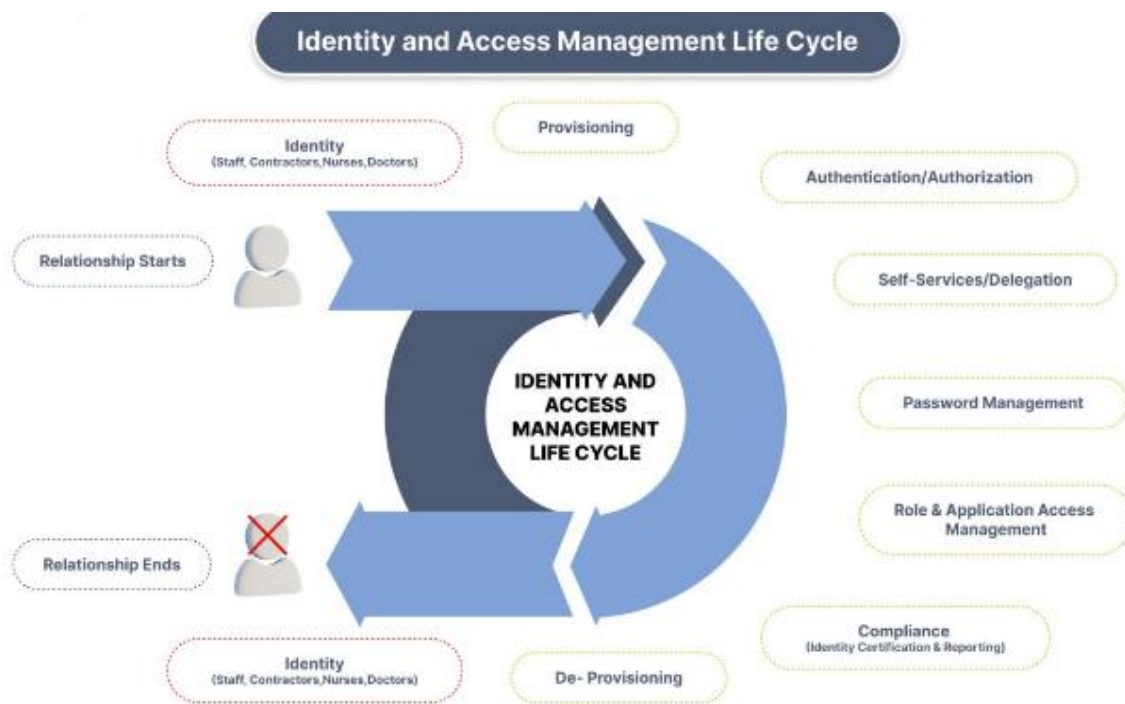 Identity and Access Management Life Cycle
Provisioning
Identity
(Staff, Contractors,Nurses,Doctors)
Authentication/Authorization
Relationship Starts
Self-Services/Delegation
IDENTITY AND
ACCESS
MANAGEMENT
LIFE CYCLE
Password Management
Role & Application Access
Management
Relationship Ends
Compliance
(Identity Certification & Reporting)
Identity
(Staff, Contractors,Nurses,Doctors)
De- Provisioning